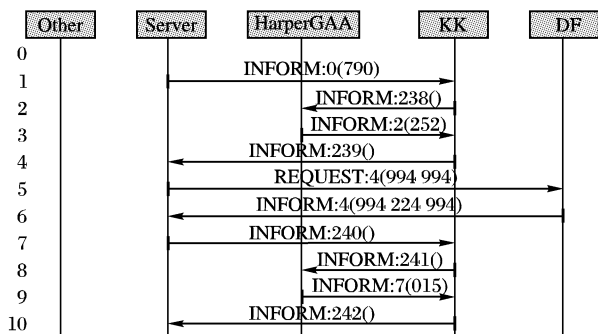 Other Server HarperGAA KK DF
0
INFORM:0(790)
1
INFORM:238()
2
INFORM:2(252)
3
INFORM:239()
4
REQUEST:4(994 994)
5
INFORM:4(994 224 994)
6
INFORM:240()
7
INFORM:241()
8
INFORM:7(015)
9
INFORM:242()
10